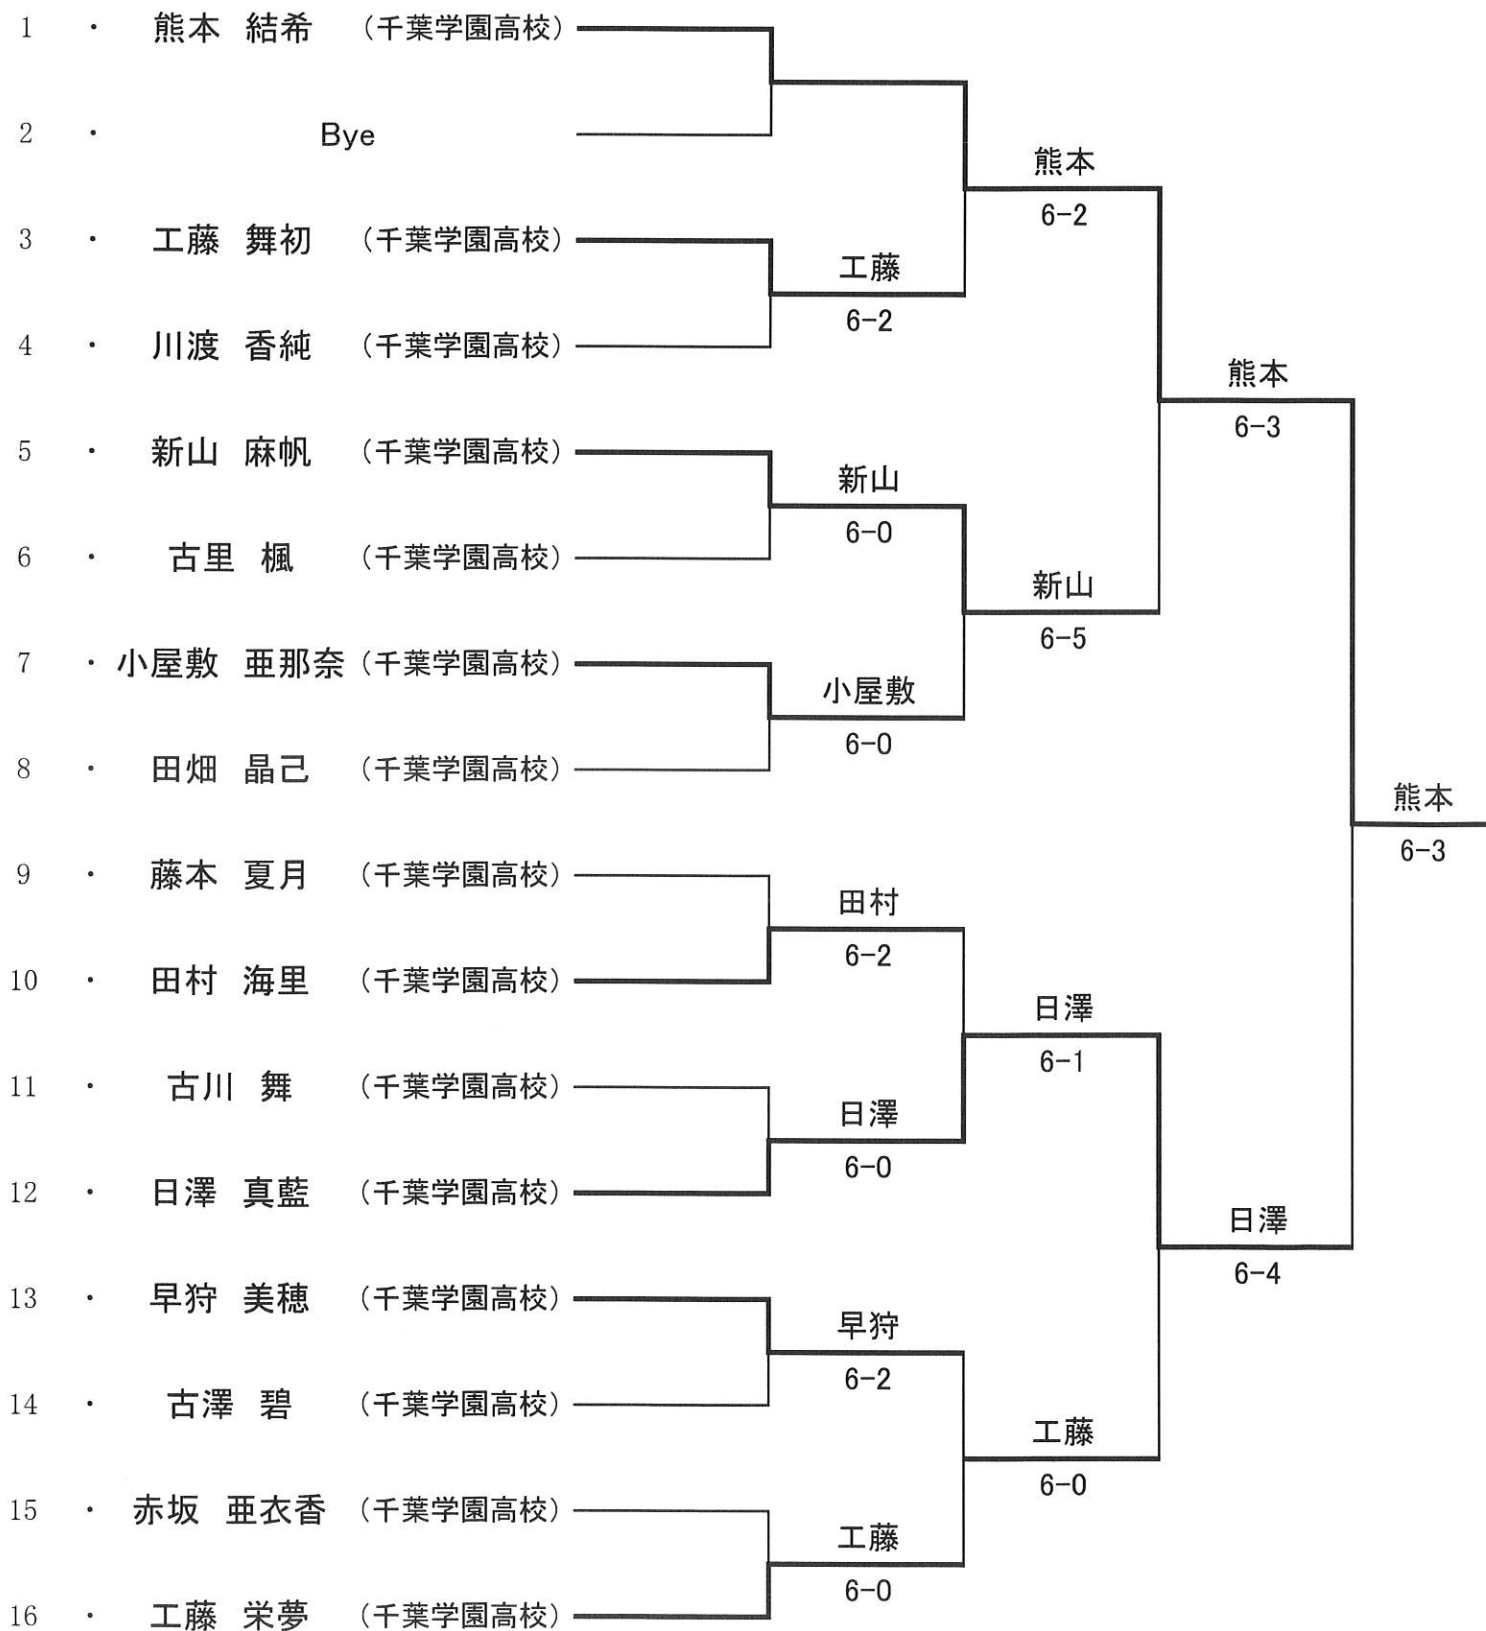 1 ・ 熊本 結希 (千葉学園高校)
2 ・ Bye
熊本
6-2
3 ・ 工藤 舞初 (千葉学園高校)
工藤
6-2
4 ・ 川渡 香純 (千葉学園高校)
熊本
6-3
5 ・ 新山 麻帆 (千葉学園高校)
新山
6-0
6 ・ 古里 楓 (千葉学園高校)
新山
6-5
7 ・ 小屋敷 亜那奈 (千葉学園高校)
小屋敷
6-0
8 ・ 田畑 晶己 (千葉学園高校)
熊本
6-3
9 ・ 藤本 夏月 (千葉学園高校)
田村
6-2
10 ・ 田村 海里 (千葉学園高校)
日澤
6-1
11 ・ 古川 舞 (千葉学園高校)
日澤
6-0
12 ・ 日澤 真藍 (千葉学園高校)
日澤
6-4
13 ・ 早狩 美穂 (千葉学園高校)
早狩
6-2
14 ・ 古澤 碧 (千葉学園高校)
工藤
6-0
15 ・ 赤坂 亜衣香 (千葉学園高校)
工藤
6-0
16 ・ 工藤 栄夢 (千葉学園高校)